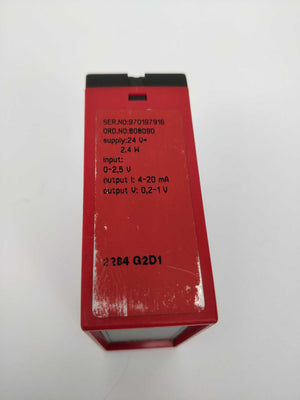 SER.NO:970197916
ORD.NO:808090
supply:24 V=
2,4 W
input:
0-2,5 V
output I: 4-20 mA
output V: 0,2-1 V
2284 G2D1